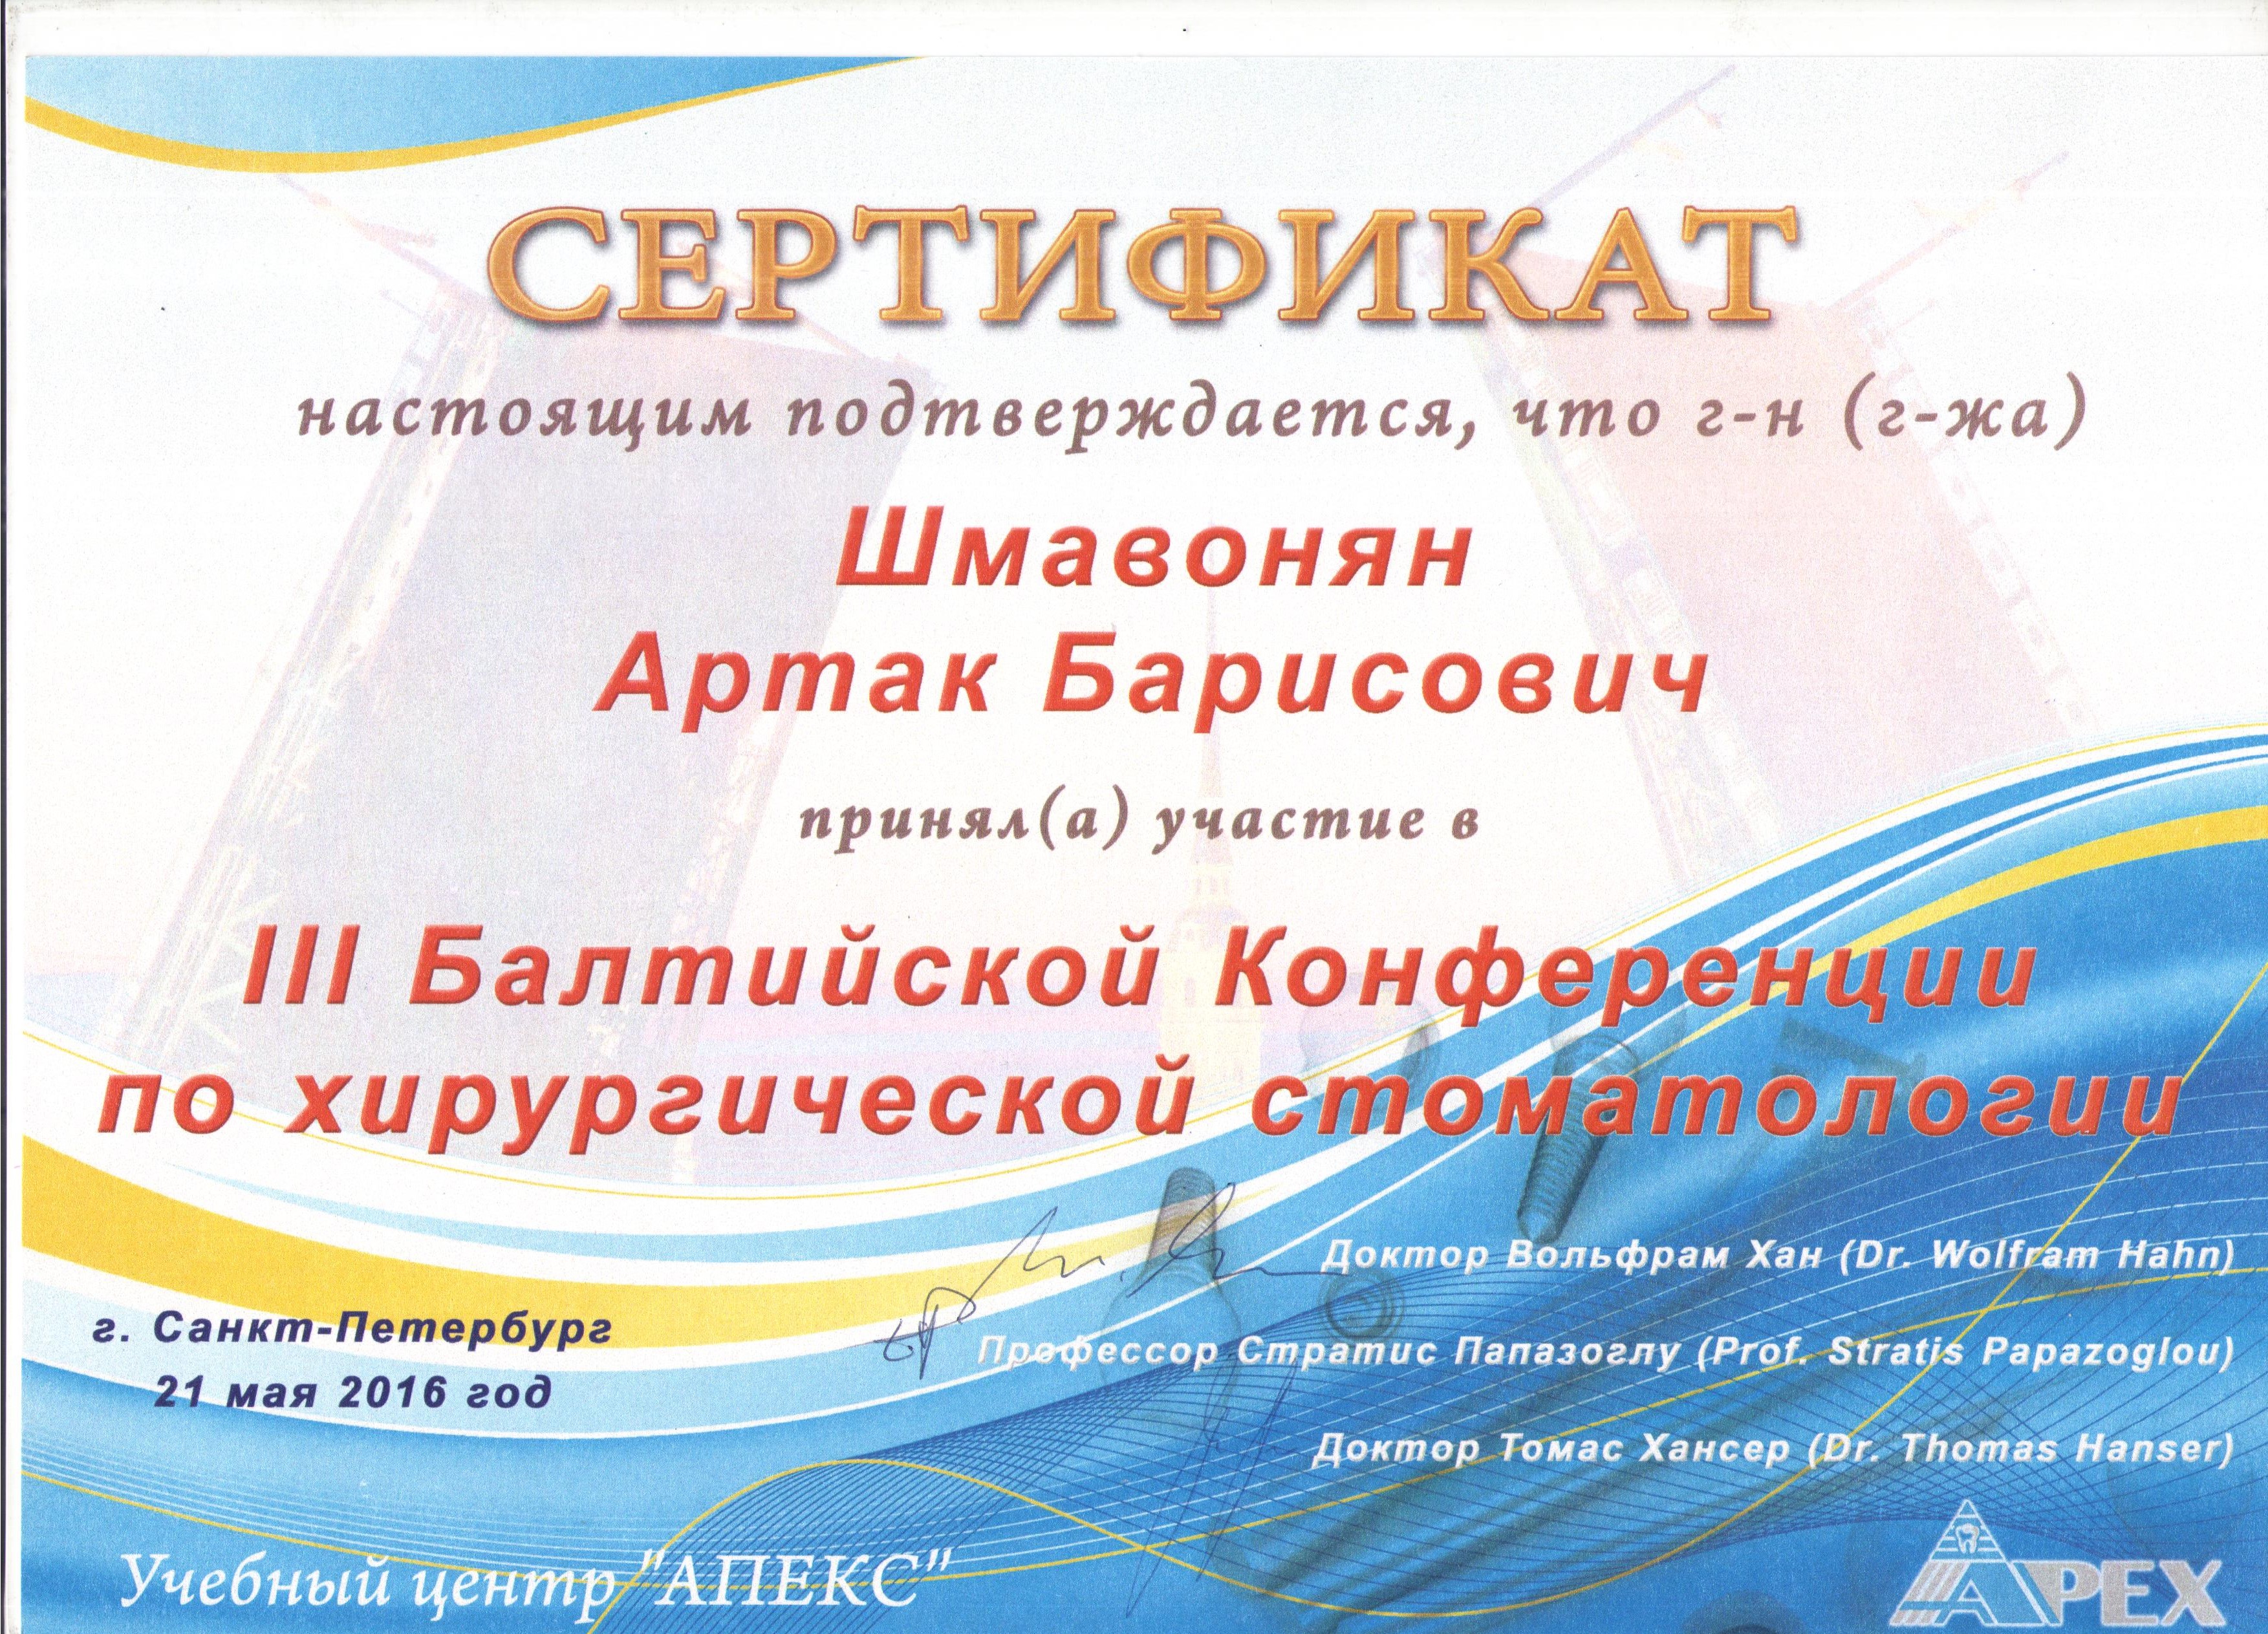 СЕРТИФИКАТ
настоящим подтверждается, что г-н (г-жа)
Шмавонян
Артак Барисович
принял(а) участие в
III Балтийской Конференции
по хирургической стоматологии
Доктор Вольфрам Хан (Dr. Wolfram Hahn)
г. Санкт-Петербург
Профессор Стратис Папазоглу (Prof. Stratis Papazoglou)
21 мая 2016 год
Доктор Томас Хансер (Dr. Thomas Hanser)
Учебный центр "АПЕКС"
APEX